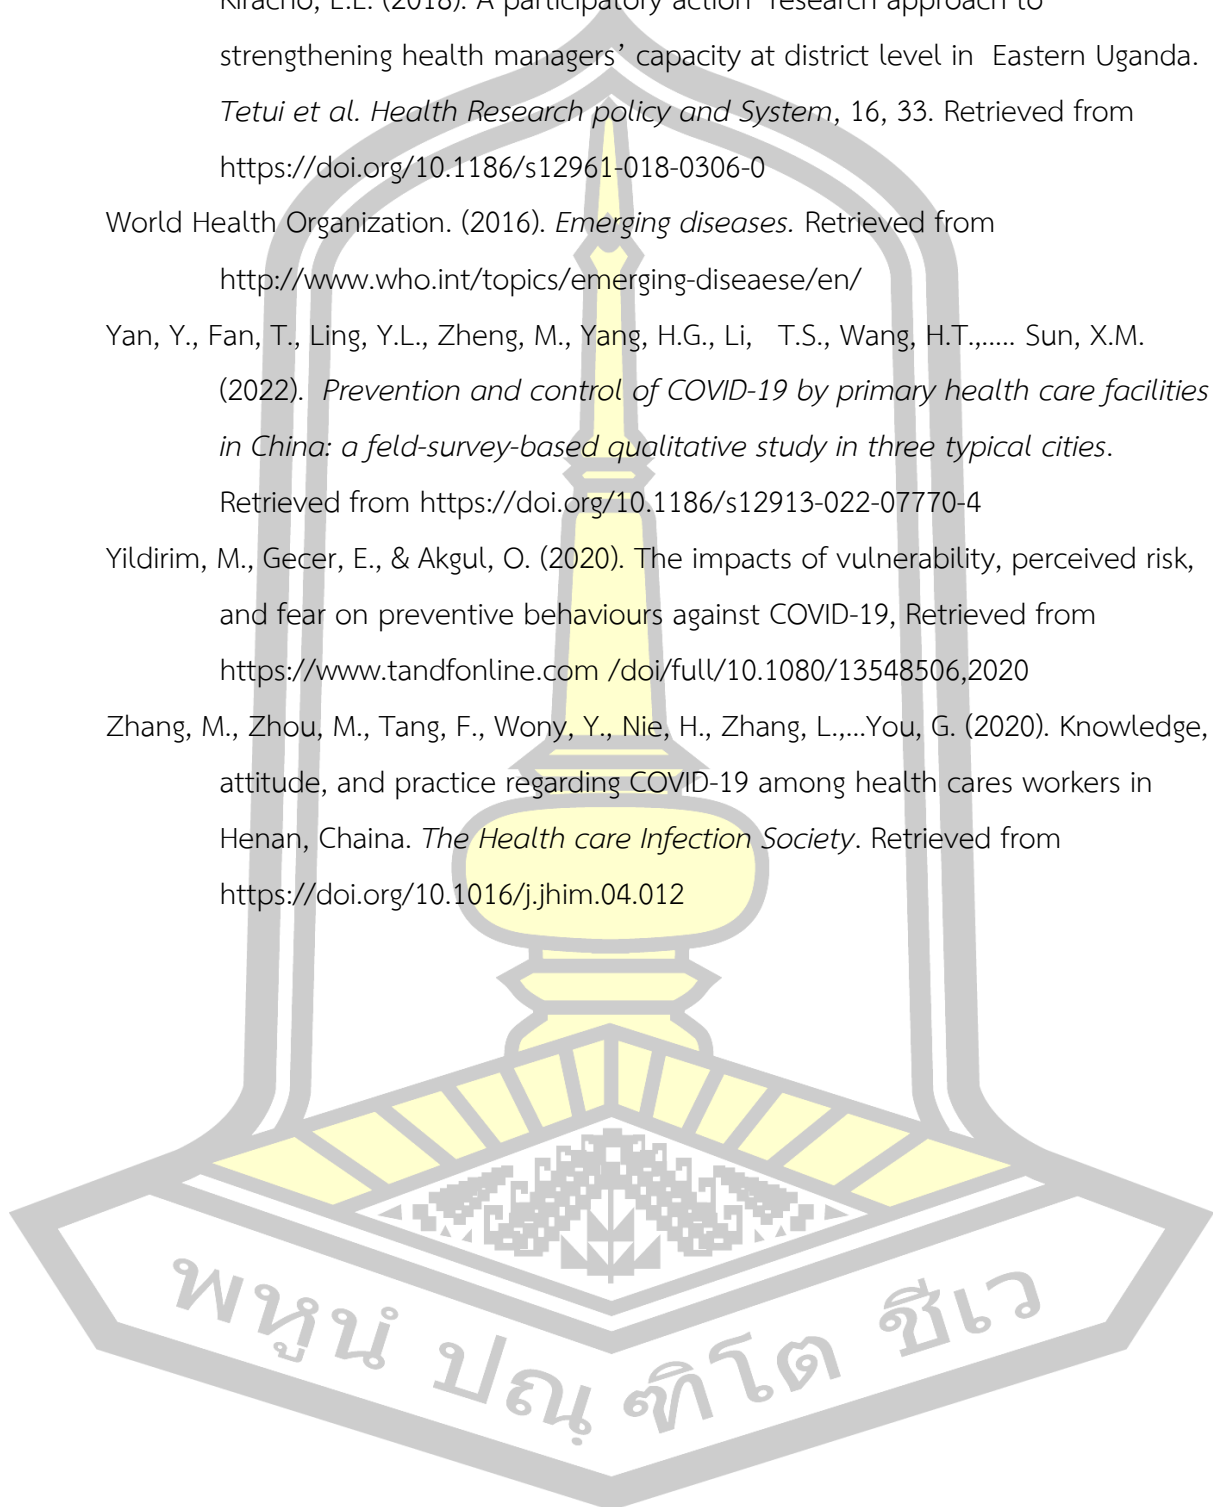 Kiracho, E.E. (2018). A participatory action research approach to
strengthening health managers’ capacity at district level in Eastern Uganda.
Tetui et al. Health Research policy and System, 16, 33. Retrieved from
https://doi.org/10.1186/s12961-018-0306-0
World Health Organization. (2016). Emerging diseases. Retrieved from
http://www.who.int/topics/emerging-diseaese/en/
Yan, Y., Fan, T., Ling, Y.L., Zheng, M., Yang, H.G., Li, T.S., Wang, H.T.,..... Sun, X.M.
(2022). Prevention and control of COVID-19 by primary health care facilities
in China: a feld-survey-based qualitative study in three typical cities.
Retrieved from https://doi.org/10.1186/s12913-022-07770-4
Yildirim, M., Gecer, E., & Akgul, O. (2020). The impacts of vulnerability, perceived risk,
and fear on preventive behaviours against COVID-19, Retrieved from
https://www.tandfonline.com /doi/full/10.1080/13548506,2020
Zhang, M., Zhou, M., Tang, F., Wony, Y., Nie, H., Zhang, L.,...You, G. (2020). Knowledge,
attitude, and practice regarding COVID-19 among health cares workers in
Henan, Chaina. The Health care Infection Society. Retrieved from
https://doi.org/10.1016/j.jhim.04.012
พหูนํ ปณฺฑิโต ชีเว